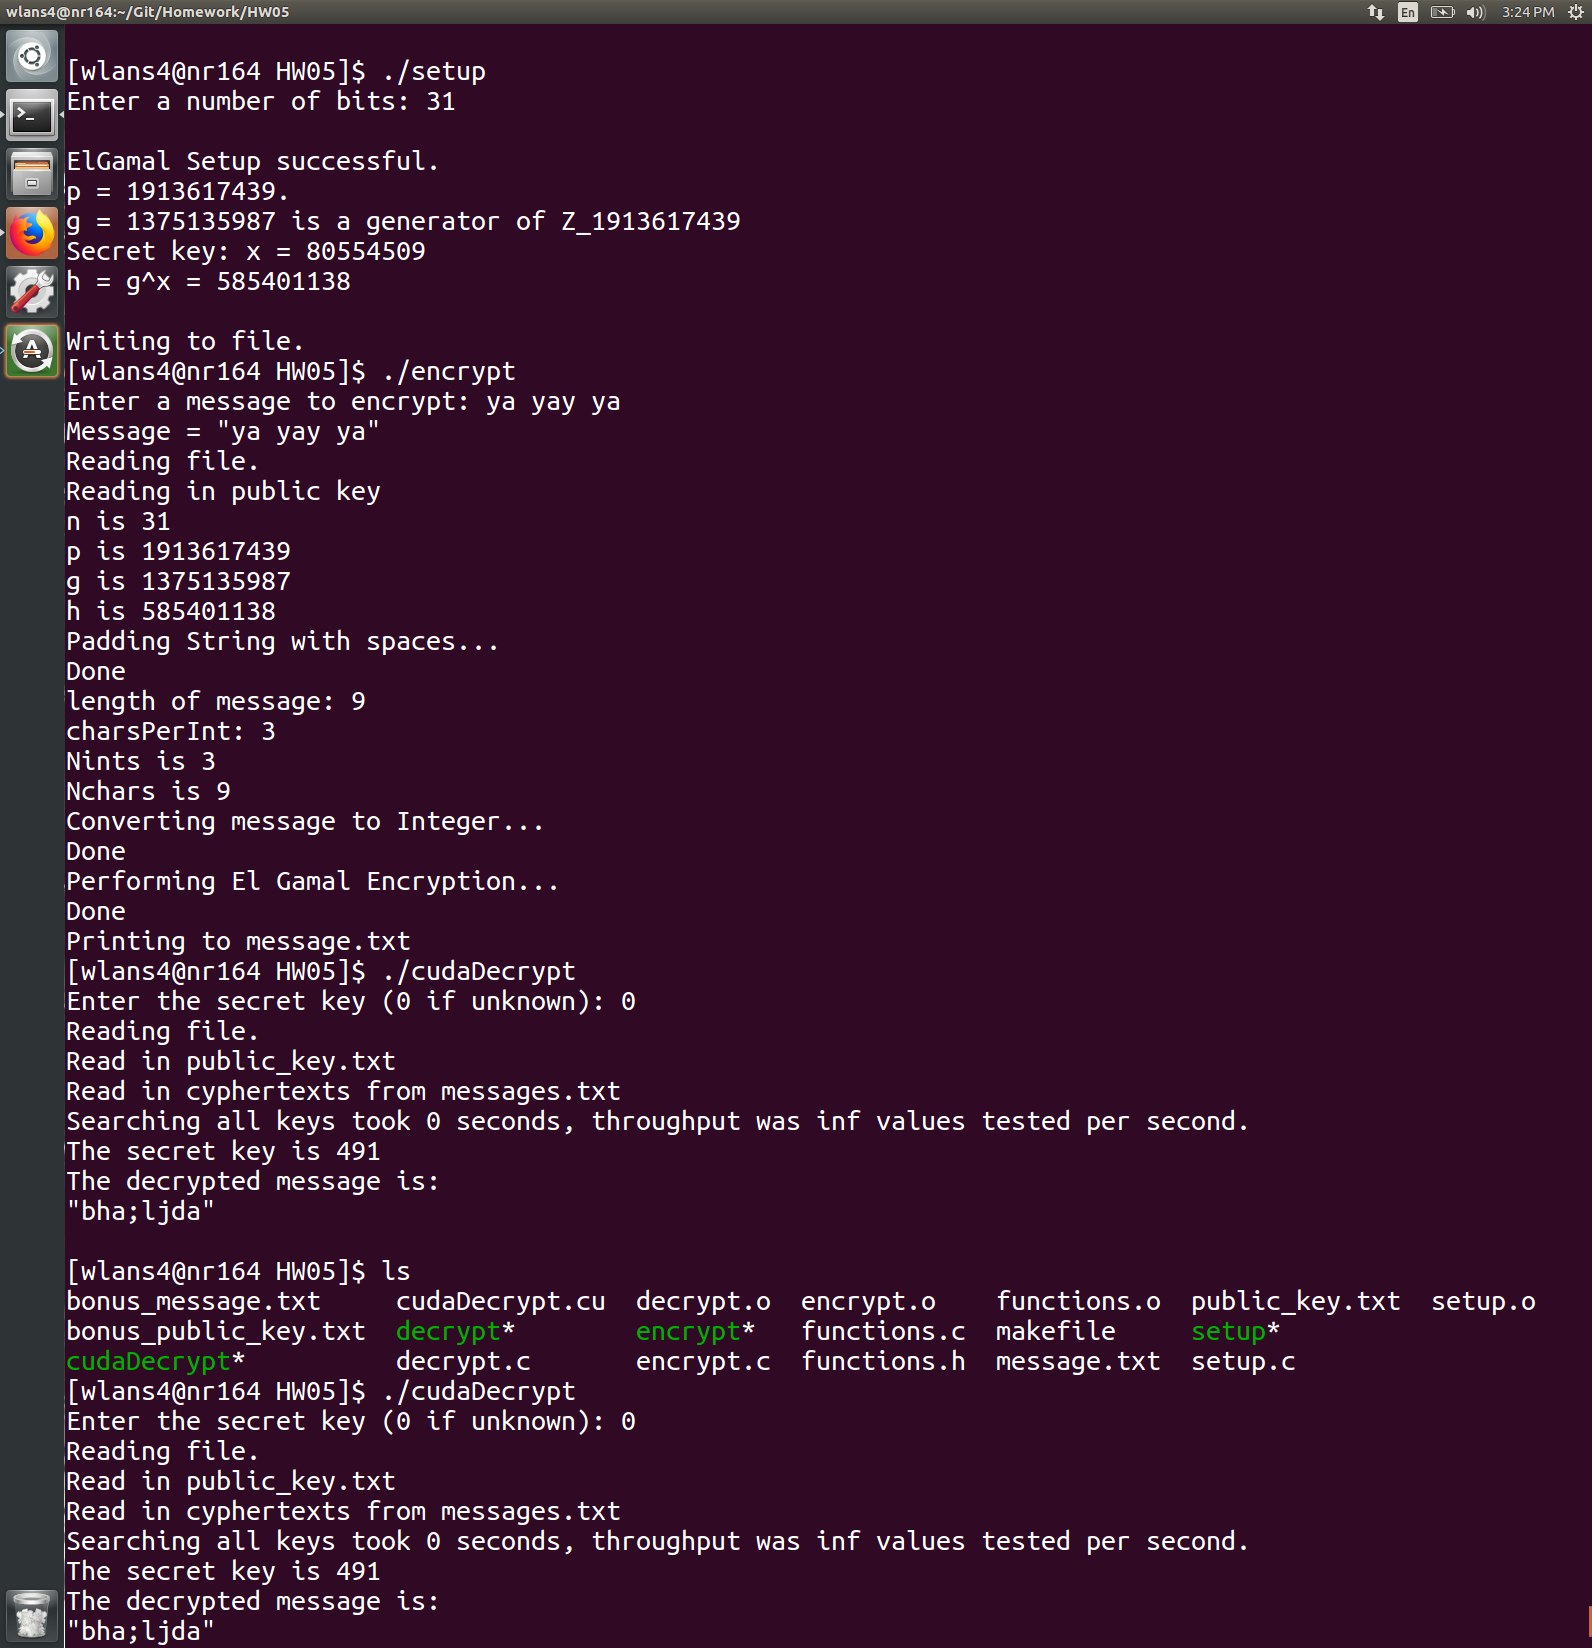 wlans4@nr164:~/Git/Homework/HW05 En 3:24 PM
[wlans4@nr164 HW05]$ ./setup
Enter a number of bits: 31
ElGamal Setup successful.
p = 1913617439.
g = 1375135987 is a generator of Z_1913617439
Secret key: x = 80554509
h = g^x = 585401138
Writing to file.
[wlans4@nr164 HW05]$ ./encrypt
Enter a message to encrypt: ya yay ya
Message = "ya yay ya"
Reading file.
Reading in public key
n is 31
p is 1913617439
g is 1375135987
h is 585401138
Padding String with spaces...
Done
length of message: 9
charsPerInt: 3
Nints is 3
Nchars is 9
Converting message to Integer...
Done
Performing El Gamal Encryption...
Done
Printing to message.txt
[wlans4@nr164 HW05]$ ./cudaDecrypt
Enter the secret key (0 if unknown): 0
Reading file.
Read in public_key.txt
Read in cyphertexts from messages.txt
Searching all keys took 0 seconds, throughput was inf values tested per second.
The secret key is 491
The decrypted message is:
"bha;ljda"
[wlans4@nr164 HW05]$ ls
bonus_message.txt cudaDecrypt.cu decrypt.o encrypt.o functions.o public_key.txt setup.o
bonus_public_key.txt decrypt* encrypt* functions.c makefile setup*
cudaDecrypt* decrypt.c encrypt.c functions.h message.txt setup.c
[wlans4@nr164 HW05]$ ./cudaDecrypt
Enter the secret key (0 if unknown): 0
Reading file.
Read in public_key.txt
Read in cyphertexts from messages.txt
Searching all keys took 0 seconds, throughput was inf values tested per second.
The secret key is 491
The decrypted message is:
"bha;ljda"